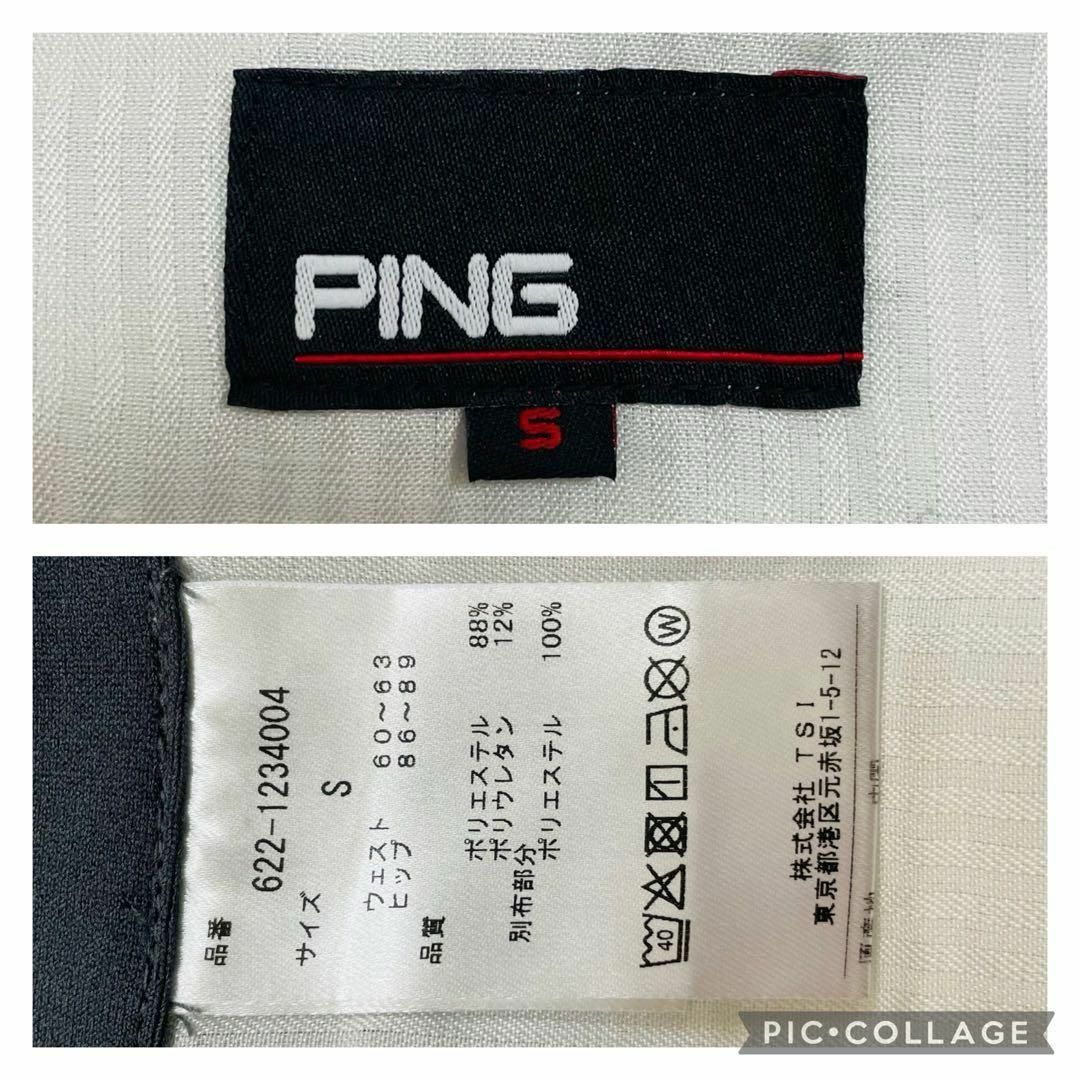 PING
S
品番 622-1234004
サイズ S
ウェスト 60~63
ヒップ 86~89
品質
ポリエステル 88%
ポリウレタン 12%
別布部分
ポリエステル 100%
40
W
株式会社 TSI
東京都港区元赤坂1-5-12
PIC•COLLAGE